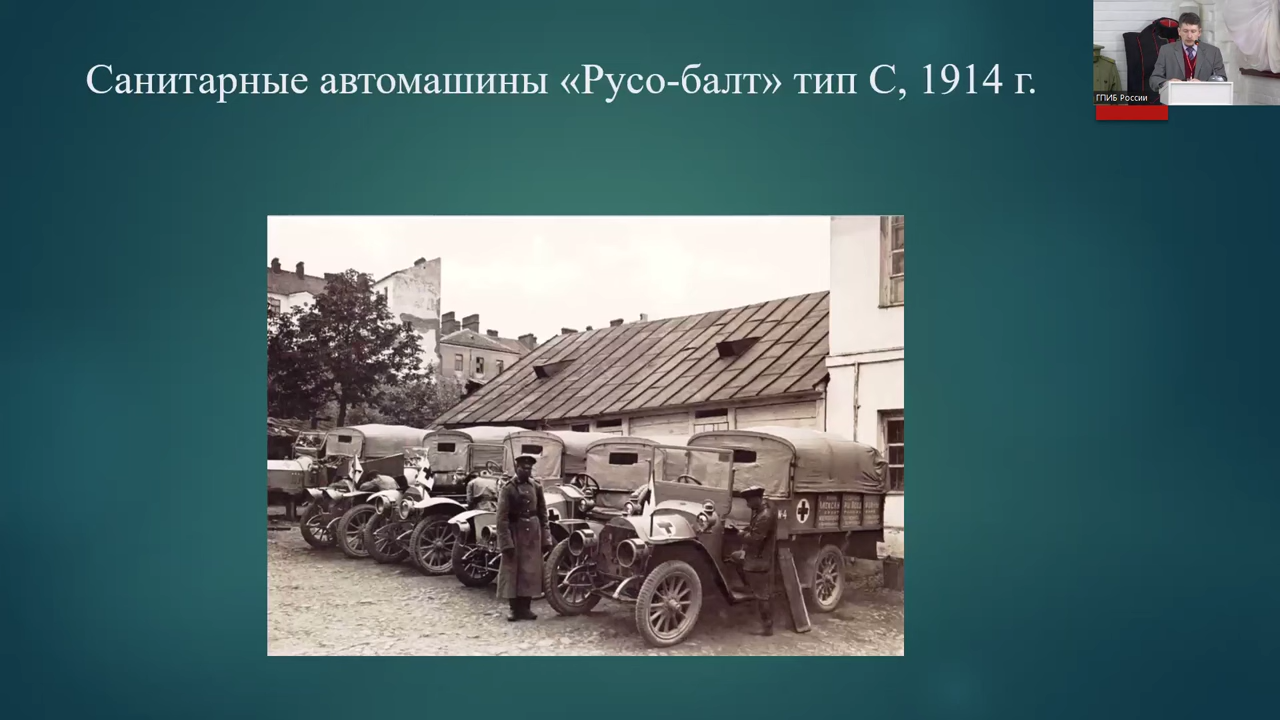 Санитарные автомашины «Русо-балт» тип С, 1914 г.
ГПИБ России